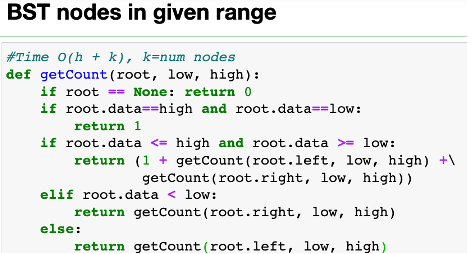 BST nodes in given range
#Time O(h + k), k=num nodes
def getCount(root, low, high):
    if root == None: return 0
    if root.data==high and root.data==low:
        return 1
    if root.data <= high and root.data >= low:
        return (1 + getCount(root.left, low, high) +\
                getCount(root.right, low, high))
    elif root.data < low:
        return getCount(root.right, low, high)
    else:
        return getCount(root.left, low, high)